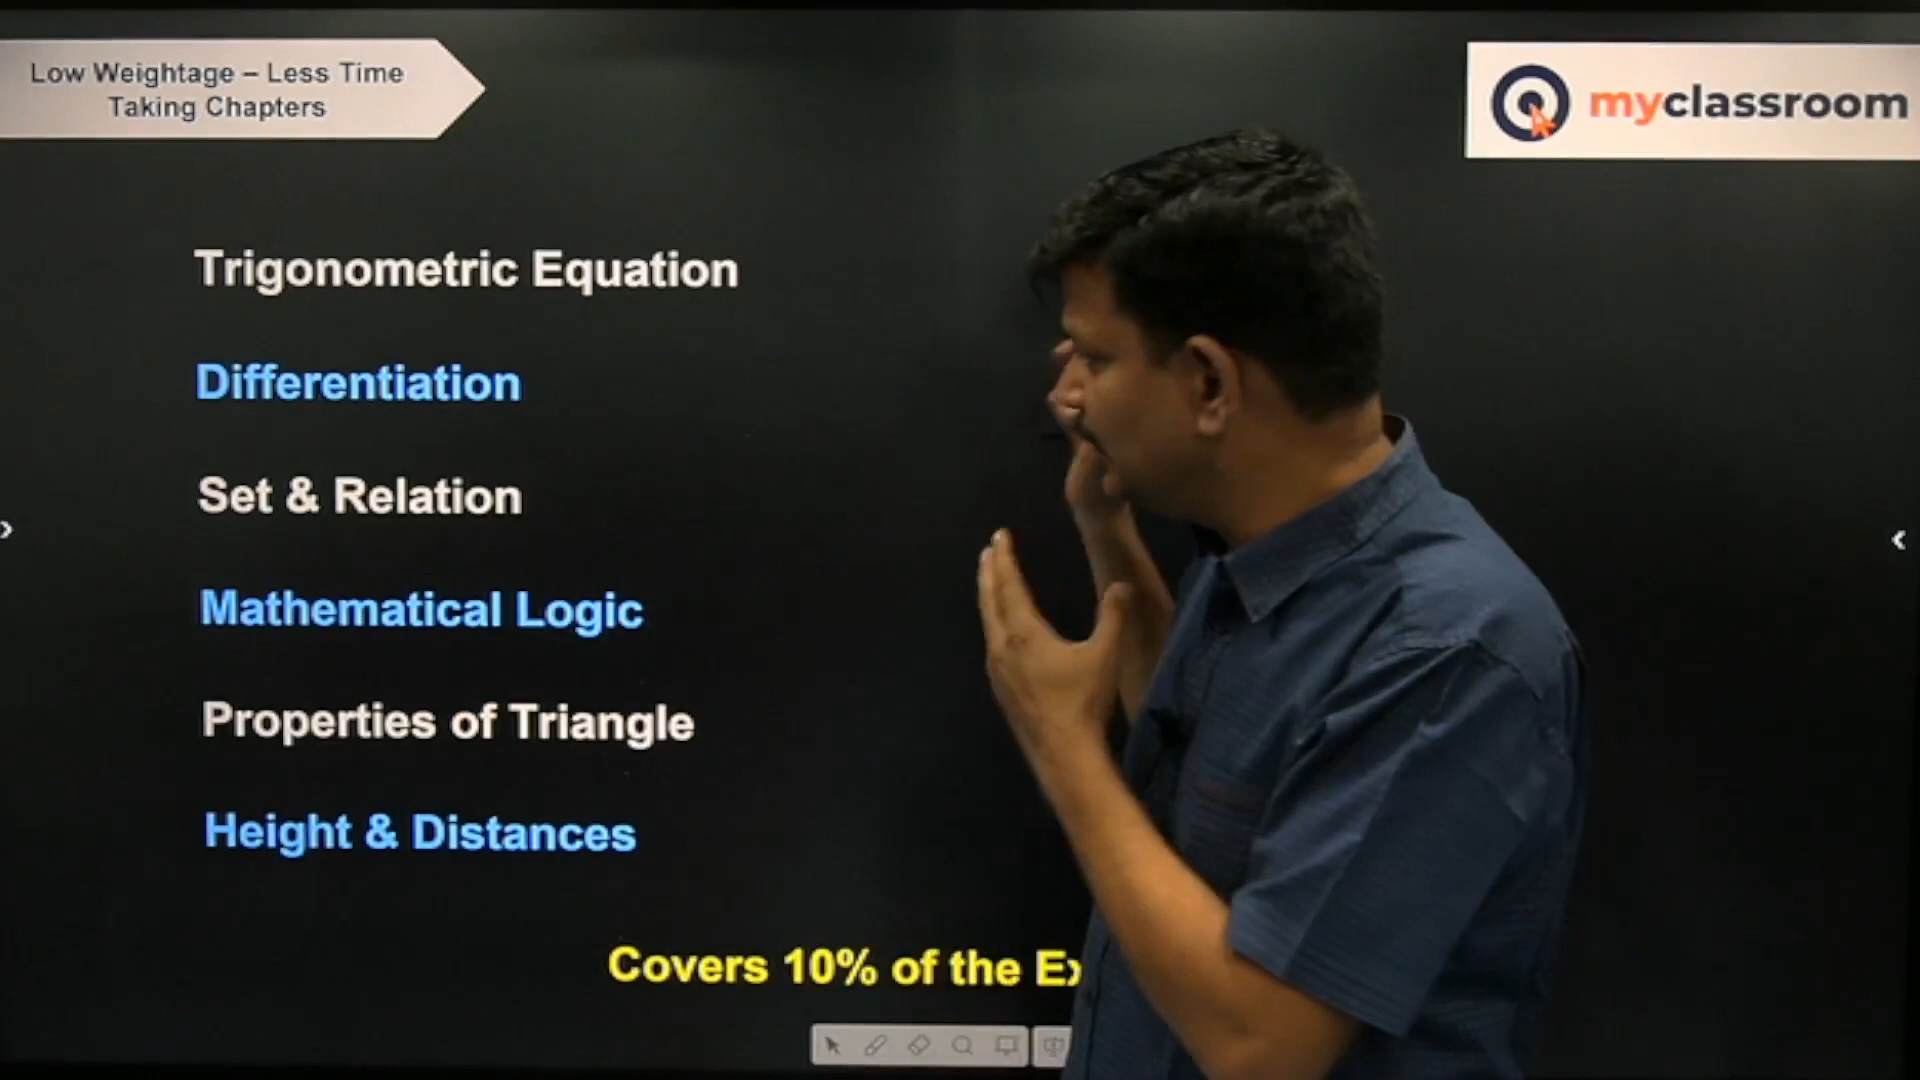 Low Weightage – Less Time
Taking Chapters
myclassroom
Trigonometric Equation
Differentiation
Set & Relation
Mathematical Logic
Properties of Triangle
Height & Distances
Covers 10% of the